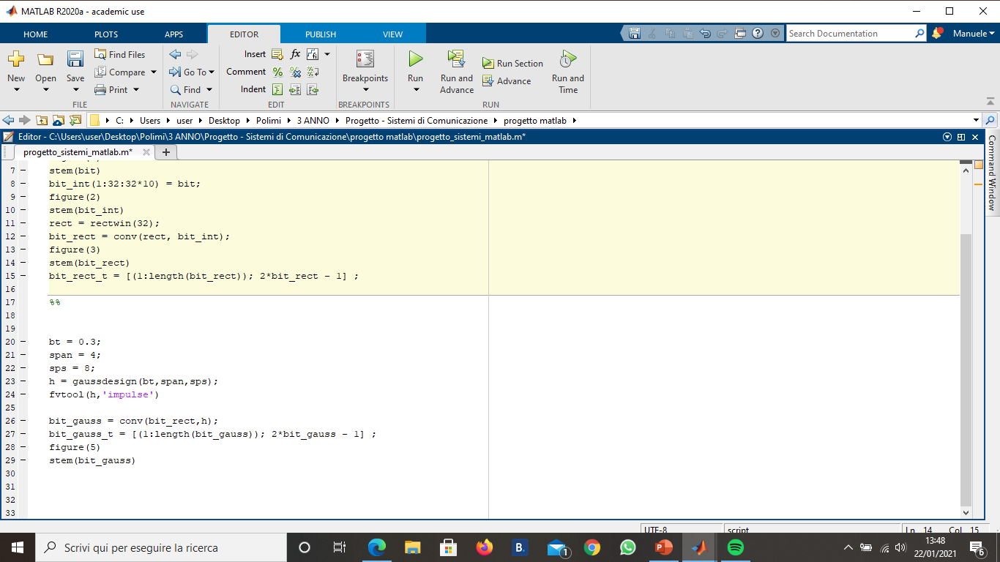 MATLAB R2020a - academic use
HOME PLOTS APPS EDITOR PUBLISH VIEW
Search Documentation
Manuele
New
Open
Save
Find Files
Compare
Print
FILE
Go To
Find
NAVIGATE
Insert
fx
Comment
Indent
EDIT
Breakpoints
BREAKPOINTS
Run
Run and
Advance
Run Section
Advance
Run and
Time
RUN
C: Users user Desktop Polimi 3 ANNO Progetto - Sistemi di Comunicazione progetto matlab
Editor - C:\Users\user\Desktop\Polimi\3 ANNO\Progetto - Sistemi di Comunicazione\progetto matlab\progetto_sistemi_matlab.m*
progetto_sistemi_matlab.m*
Command Window
7 – stem(bit)
8 – bit_int(1:32:32*10) = bit;
9 – figure(2)
10 – stem(bit_int)
11 – rect = rectwin(32);
12 – bit_rect = conv(rect, bit_int);
13 – figure(3)
14 – stem(bit_rect)
15 – bit_rect_t = [(1:length(bit_rect)); 2*bit_rect - 1] ;
16
17 %%
18
19
20 – bt = 0.3;
21 – span = 4;
22 – sps = 8;
23 – h = gaussdesign(bt,span,sps);
24 – fvtool(h,'impulse')
25
26 – bit_gauss = conv(bit_rect,h);
27 – bit_gauss_t = [(1:length(bit_gauss)); 2*bit_gauss - 1] ;
28 – figure(5)
29 – stem(bit_gauss)
30
31
32
33
UTF-8
script
Ln 14 Col 15
Scrivi qui per eseguire la ricerca
B.
1
13:48
22/01/2021
6